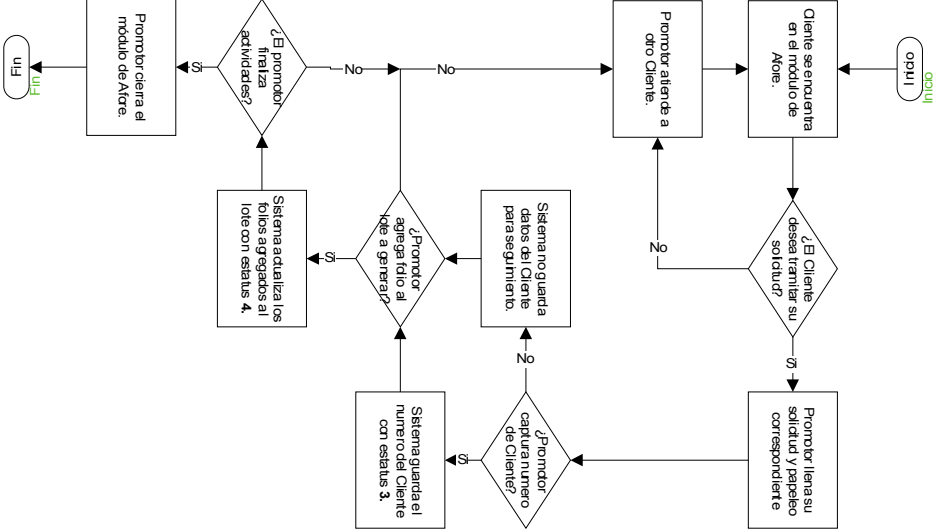 Inicio
Inicio
Cliente se encuentra
en el módulo de
Afore.
¿El Cliente
desea tramitar su
solicitud?
Si
Promotor llena su
solicitud y papeleo
correspondiente
No
Promotor atiende a
otro Cliente.
No
Sistema no guarda
datos del Cliente
para seguimiento.
No
¿Promotor
captura numero
de Cliente?
Si
Sistema guarda el
numero del Cliente
con estatus 3.
¿Promotor
agrega folio al
lote a generar?
Si
Sistema actualiza los
folios agregados al
lote con estatus 4.
No
¿El promotor
finaliza
actividades?
Si
Promotor cierra el
módulo de Afore.
Fin
Fin